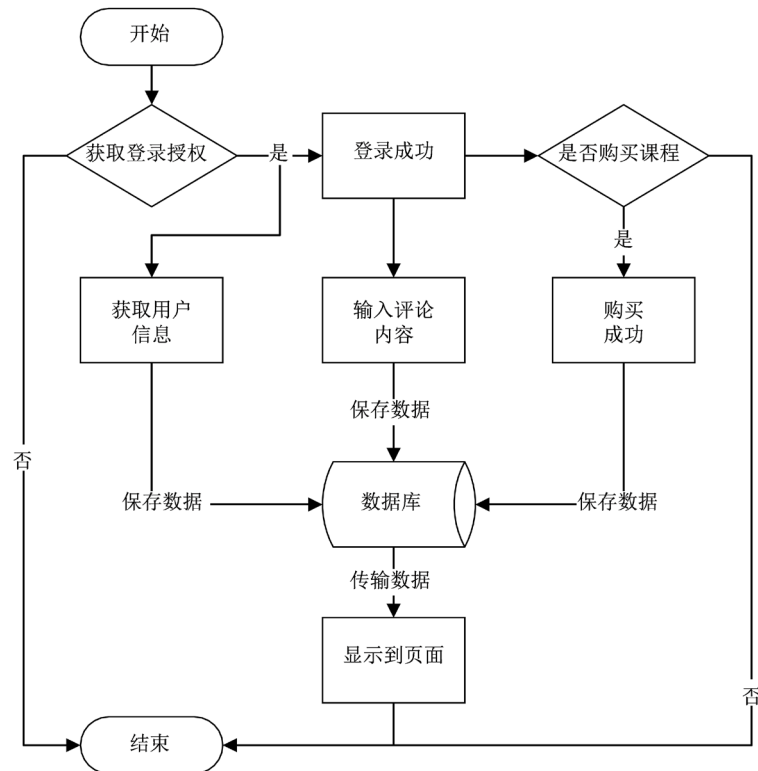 开始
获取登录授权
是
登录成功
是否购买课程
是
获取用户
信息
输入评论
内容
购买
成功
保存数据
否
保存数据
数据库
保存数据
传输数据
显示到页面
否
结束